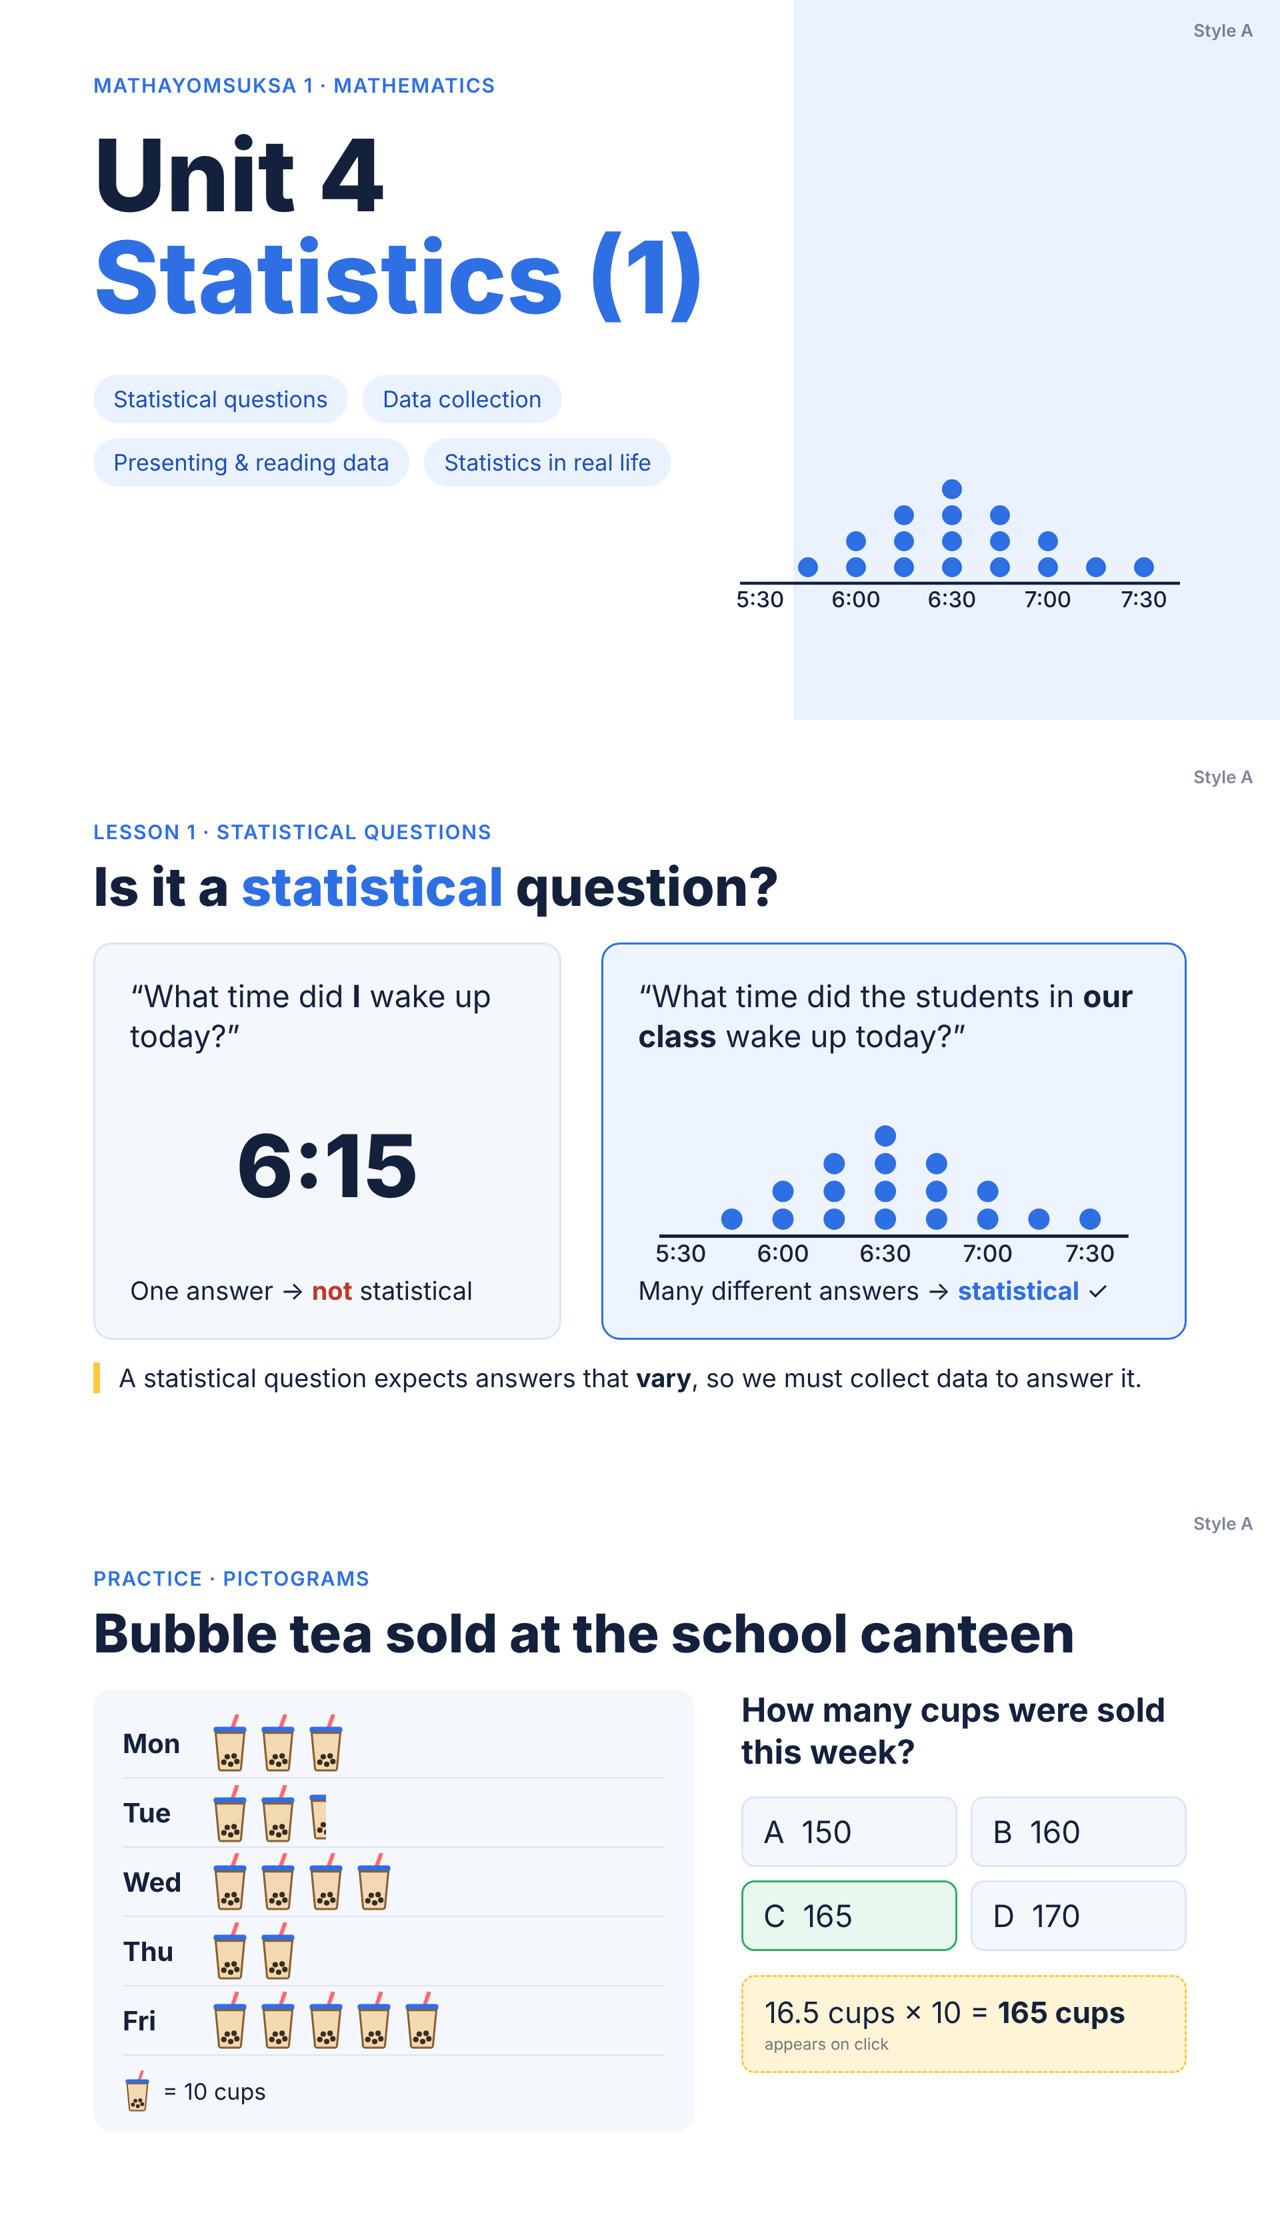 Style A
MATHAYOMSUKSA 1 · MATHEMATICS
Unit 4
Statistics (1)
Statistical questions
Data collection
Presenting & reading data
Statistics in real life
5:30 6:00 6:30 7:00 7:30
Style A
LESSON 1 · STATISTICAL QUESTIONS
Is it a statistical question?
“What time did I wake up
today?”
6:15
One answer → not statistical
“What time did the students in our
class wake up today?”
5:30 6:00 6:30 7:00 7:30
Many different answers → statistical ✓
A statistical question expects answers that vary, so we must collect data to answer it.
Style A
PRACTICE · PICTOGRAMS
Bubble tea sold at the school canteen
Mon
Tue
Wed
Thu
Fri
= 10 cups
How many cups were sold
this week?
A 150
B 160
C 165
D 170
16.5 cups × 10 = 165 cups
appears on click